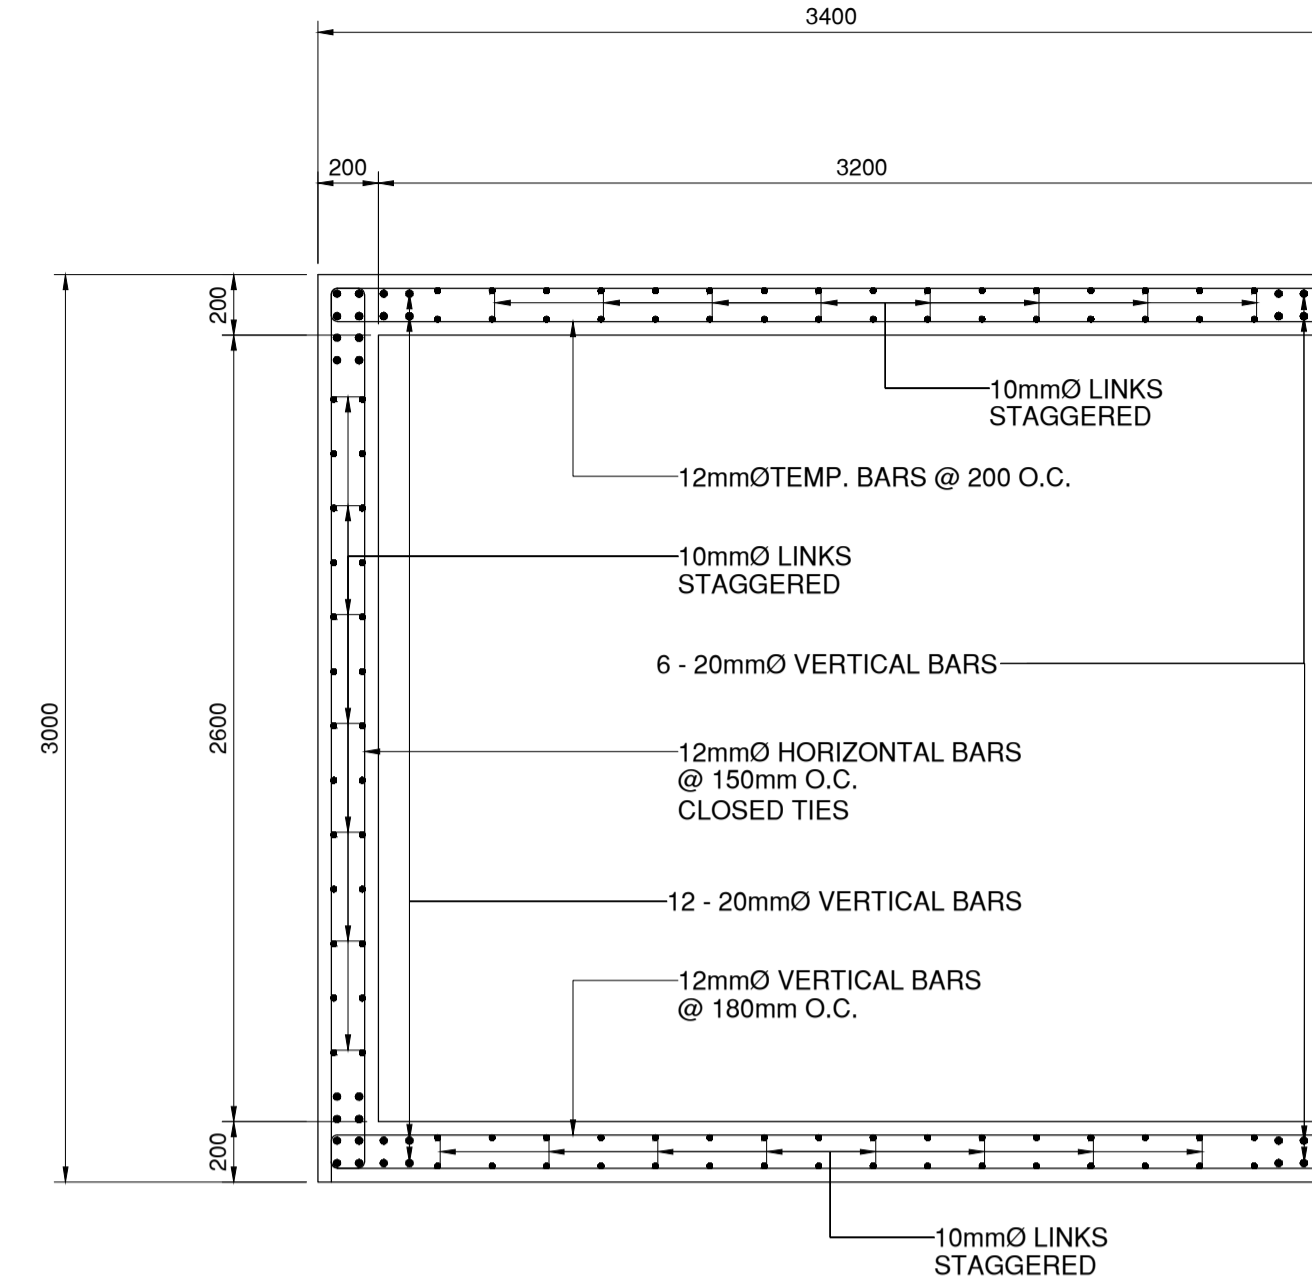 3400
200
3200
200
10mmØ LINKS
STAGGERED
12mmØTEMP. BARS @ 200 O.C.
10mmØ LINKS
STAGGERED
6 - 20mmØ VERTICAL BARS
3000
2600
12mmØ HORIZONTAL BARS
@ 150mm O.C.
CLOSED TIES
12 - 20mmØ VERTICAL BARS
12mmØ VERTICAL BARS
@ 180mm O.C.
200
10mmØ LINKS
STAGGERED